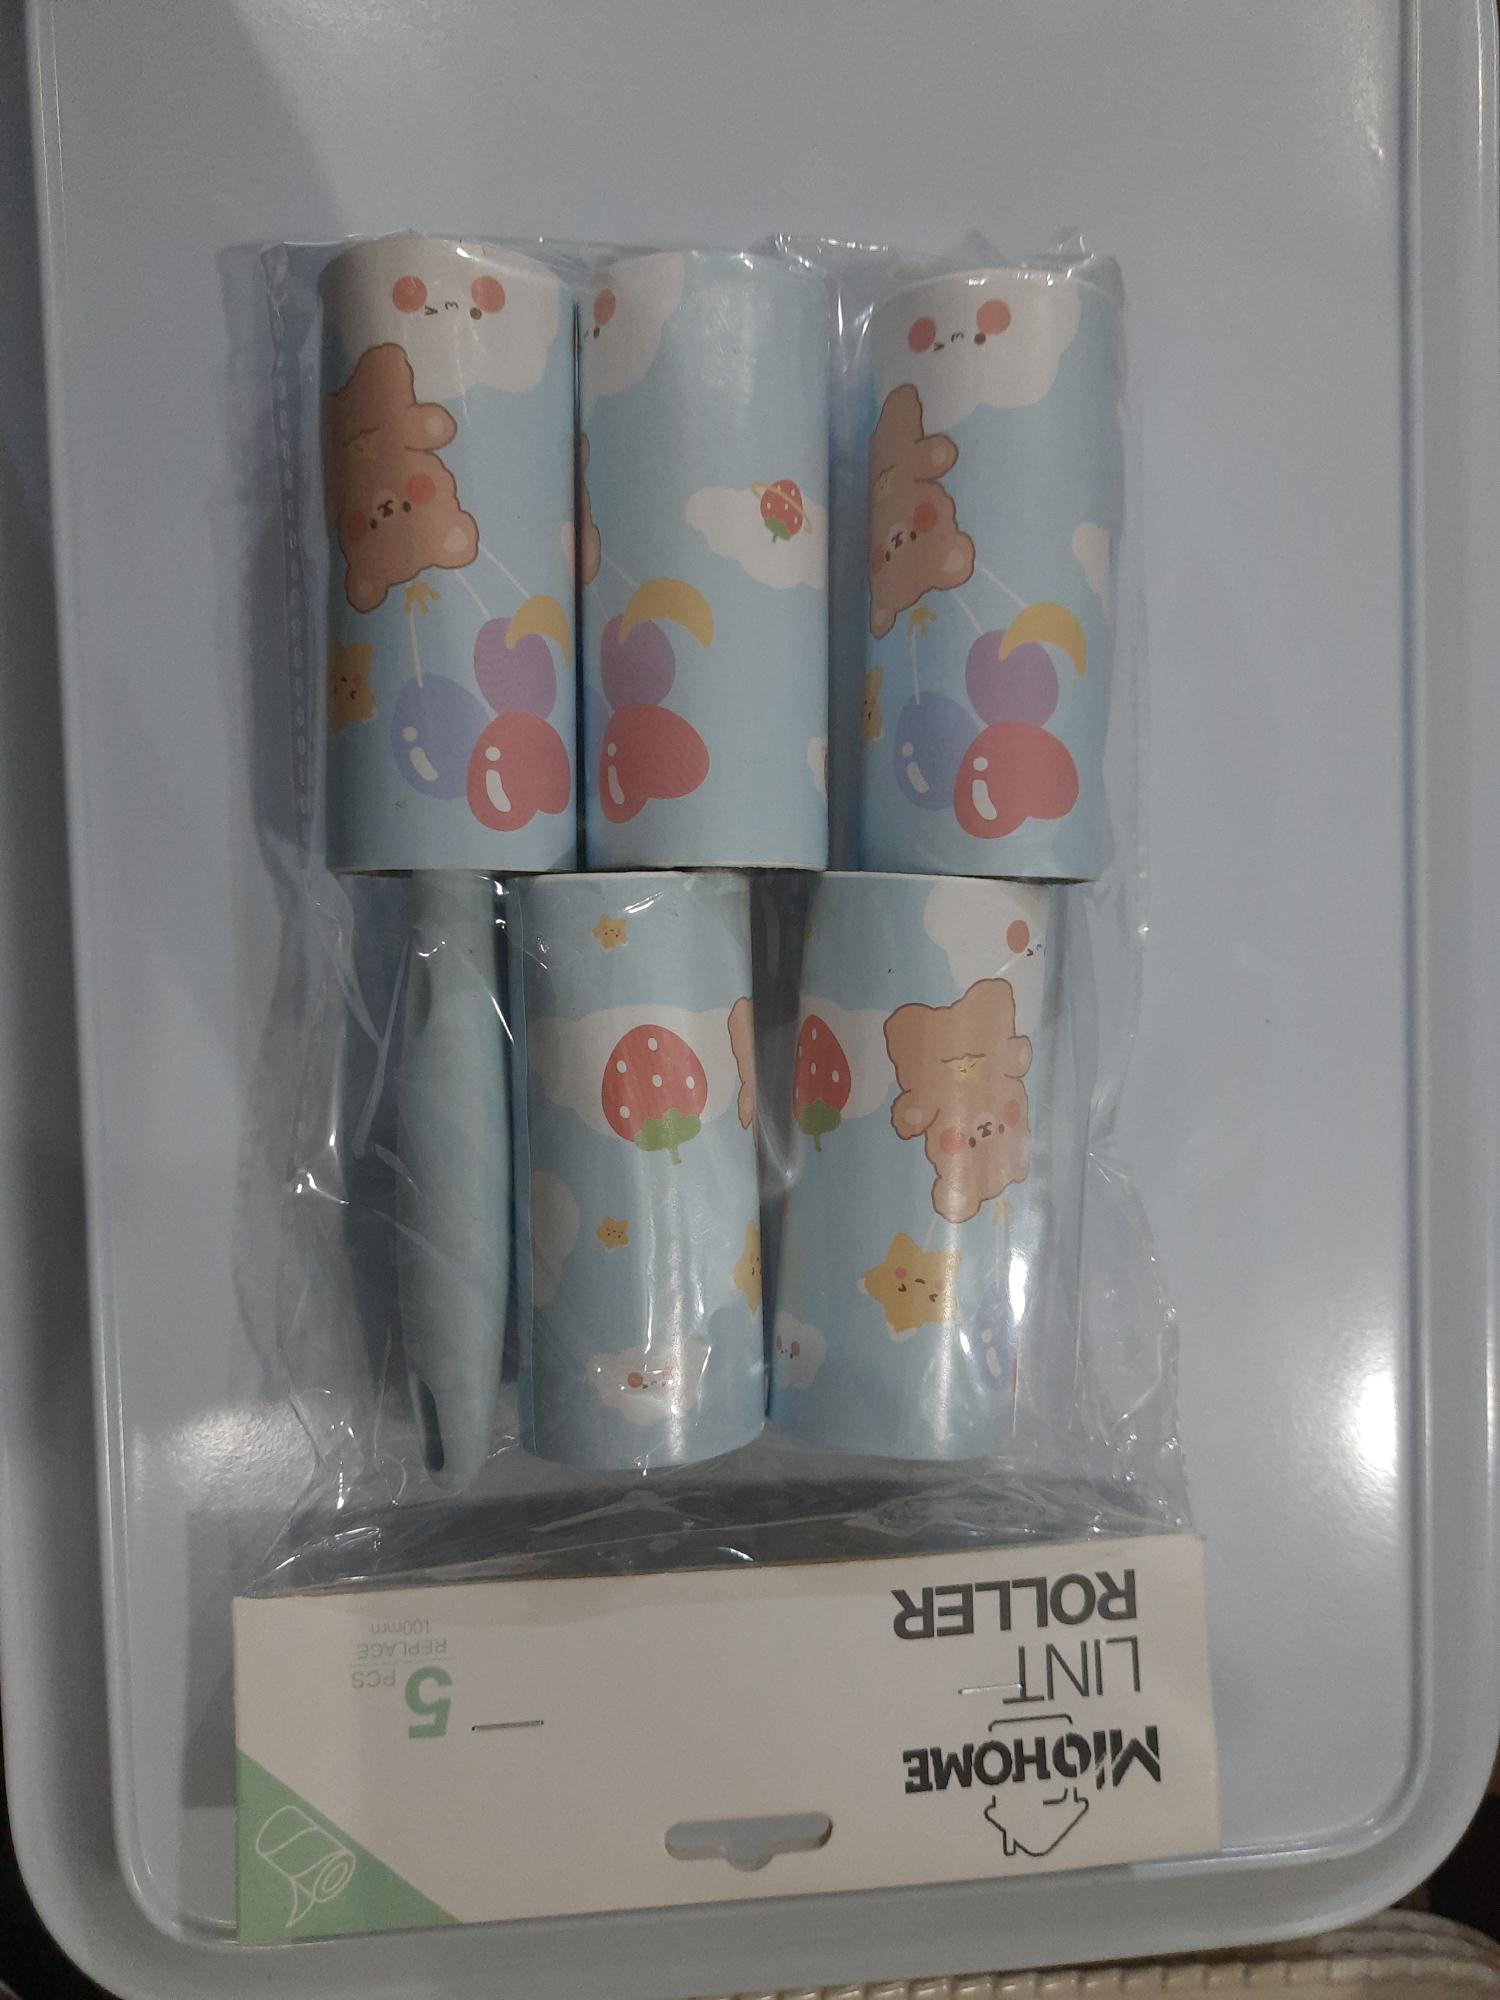 MIOHOME
LINT
ROLLER
5 PCS
REPLACE
100mm